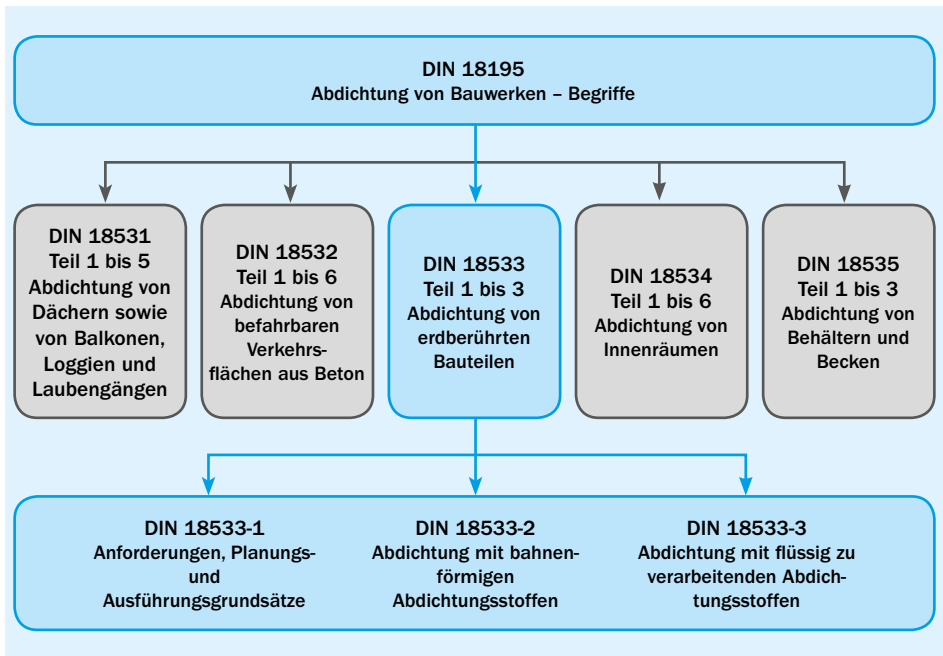 DIN 18195
Abdichtung von Bauwerken – Begriffe
DIN 18531
Teil 1 bis 5
Abdichtung von
Dächern sowie
von Balkonen,
Loggien und
Laubengängen
DIN 18532
Teil 1 bis 6
Abdichtung von
befahrbaren
Verkehrs-
flächen aus Beton
DIN 18533
Teil 1 bis 3
Abdichtung von
erdberührten
Bauteilen
DIN 18534
Teil 1 bis 6
Abdichtung von
Innenräumen
DIN 18535
Teil 1 bis 3
Abdichtung von
Behältern und
Becken
DIN 18533-1
Anforderungen, Planungs-
und
Ausführungsgrundsätze
DIN 18533-2
Abdichtung mit bahnen-
förmigen
Abdichtungsstoffen
DIN 18533-3
Abdichtung mit flüssig zu
verarbeitenden Abdich-
tungsstoffen